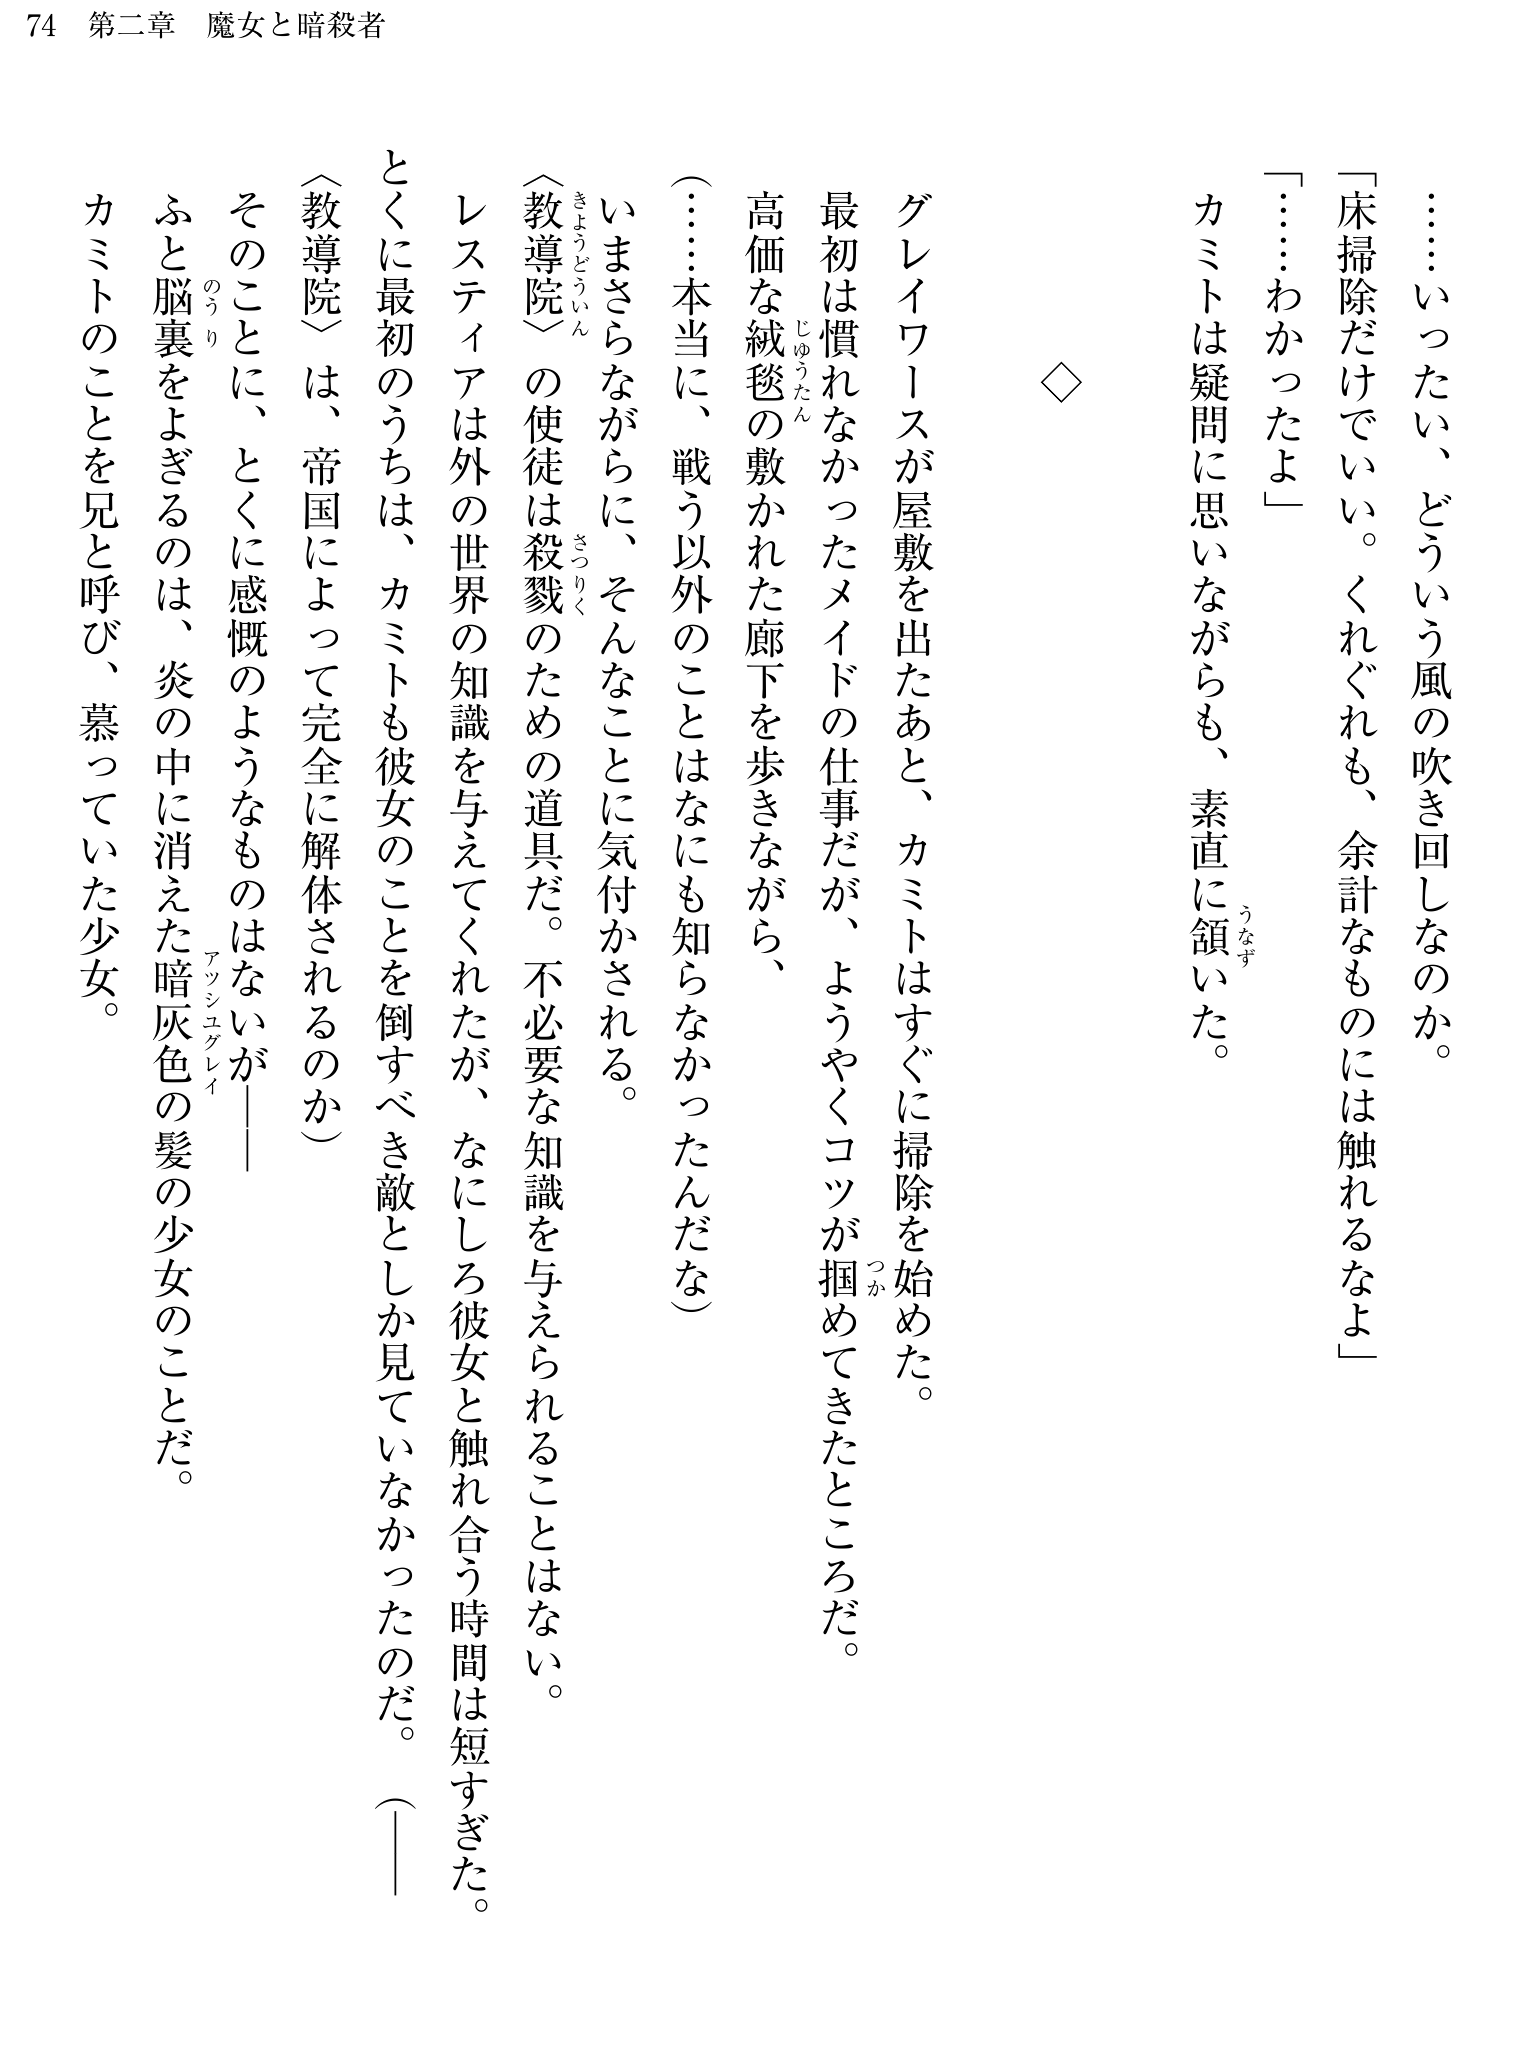 74　第二章　魔女と暗殺者
……いったい、どういう風の吹き回しなのか。
「床掃除だけでいい。くれぐれも、余計なものには触れるなよ」
「……わかったよ」
カミトは疑問に思いながらも、素直に頷いた。
◇
グレイワースが屋敷を出たあと、カミトはすぐに掃除を始めた。
最初は慣れなかったメイドの仕事だが、ようやくコツが掴めてきたところだ。
高価な絨毯の敷かれた廊下を歩きながら、
（……本当に、戦う以外のことはなにも知らなかったんだな）
いまさらながらに、そんなことに気付かされる。
〈教導院〉の使徒は殺戮のための道具だ。不必要な知識を与えられることはない。
レスティアは外の世界の知識を与えてくれたが、なにしろ彼女と触れ合う時間は短すぎた。
とくに最初のうちは、カミトも彼女のことを倒すべき敵としか見ていなかったのだ。　（――
〈教導院〉は、帝国によって完全に解体されるのか）
そのことに、とくに感慨のようなものはないが――
ふと脳裏をよぎるのは、炎の中に消えた暗灰色の髪の少女のことだ。
カミトのことを兄と呼び、慕っていた少女。